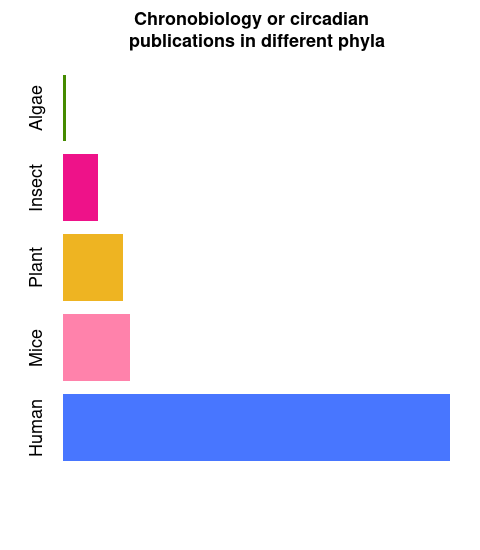 Chronobiology or circadian
publications in different phyla
Algae
Insect
Plant
Mice
Human